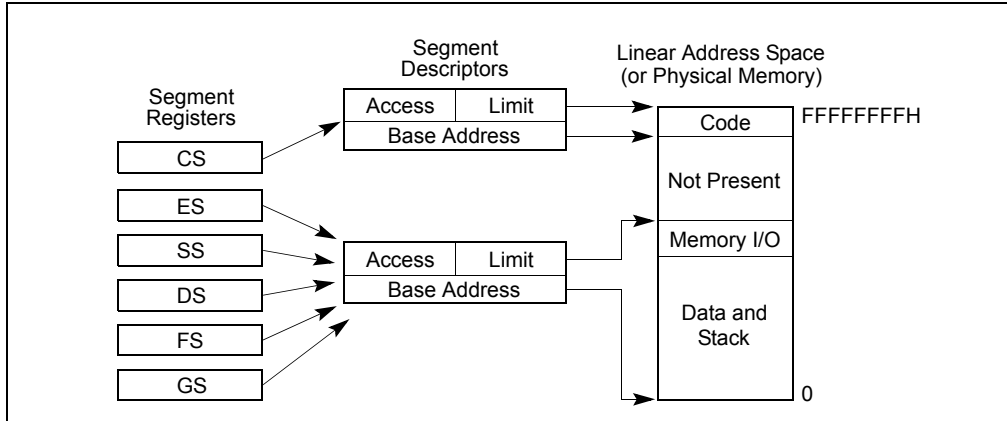 Segment
Registers
CS
ES
SS
DS
FS
GS
Segment
Descriptors
Access
Limit
Base Address
Access
Limit
Base Address
Linear Address Space
(or Physical Memory)
Code
FFFFFFFFH
Not Present
Memory I/O
Data and
Stack
0